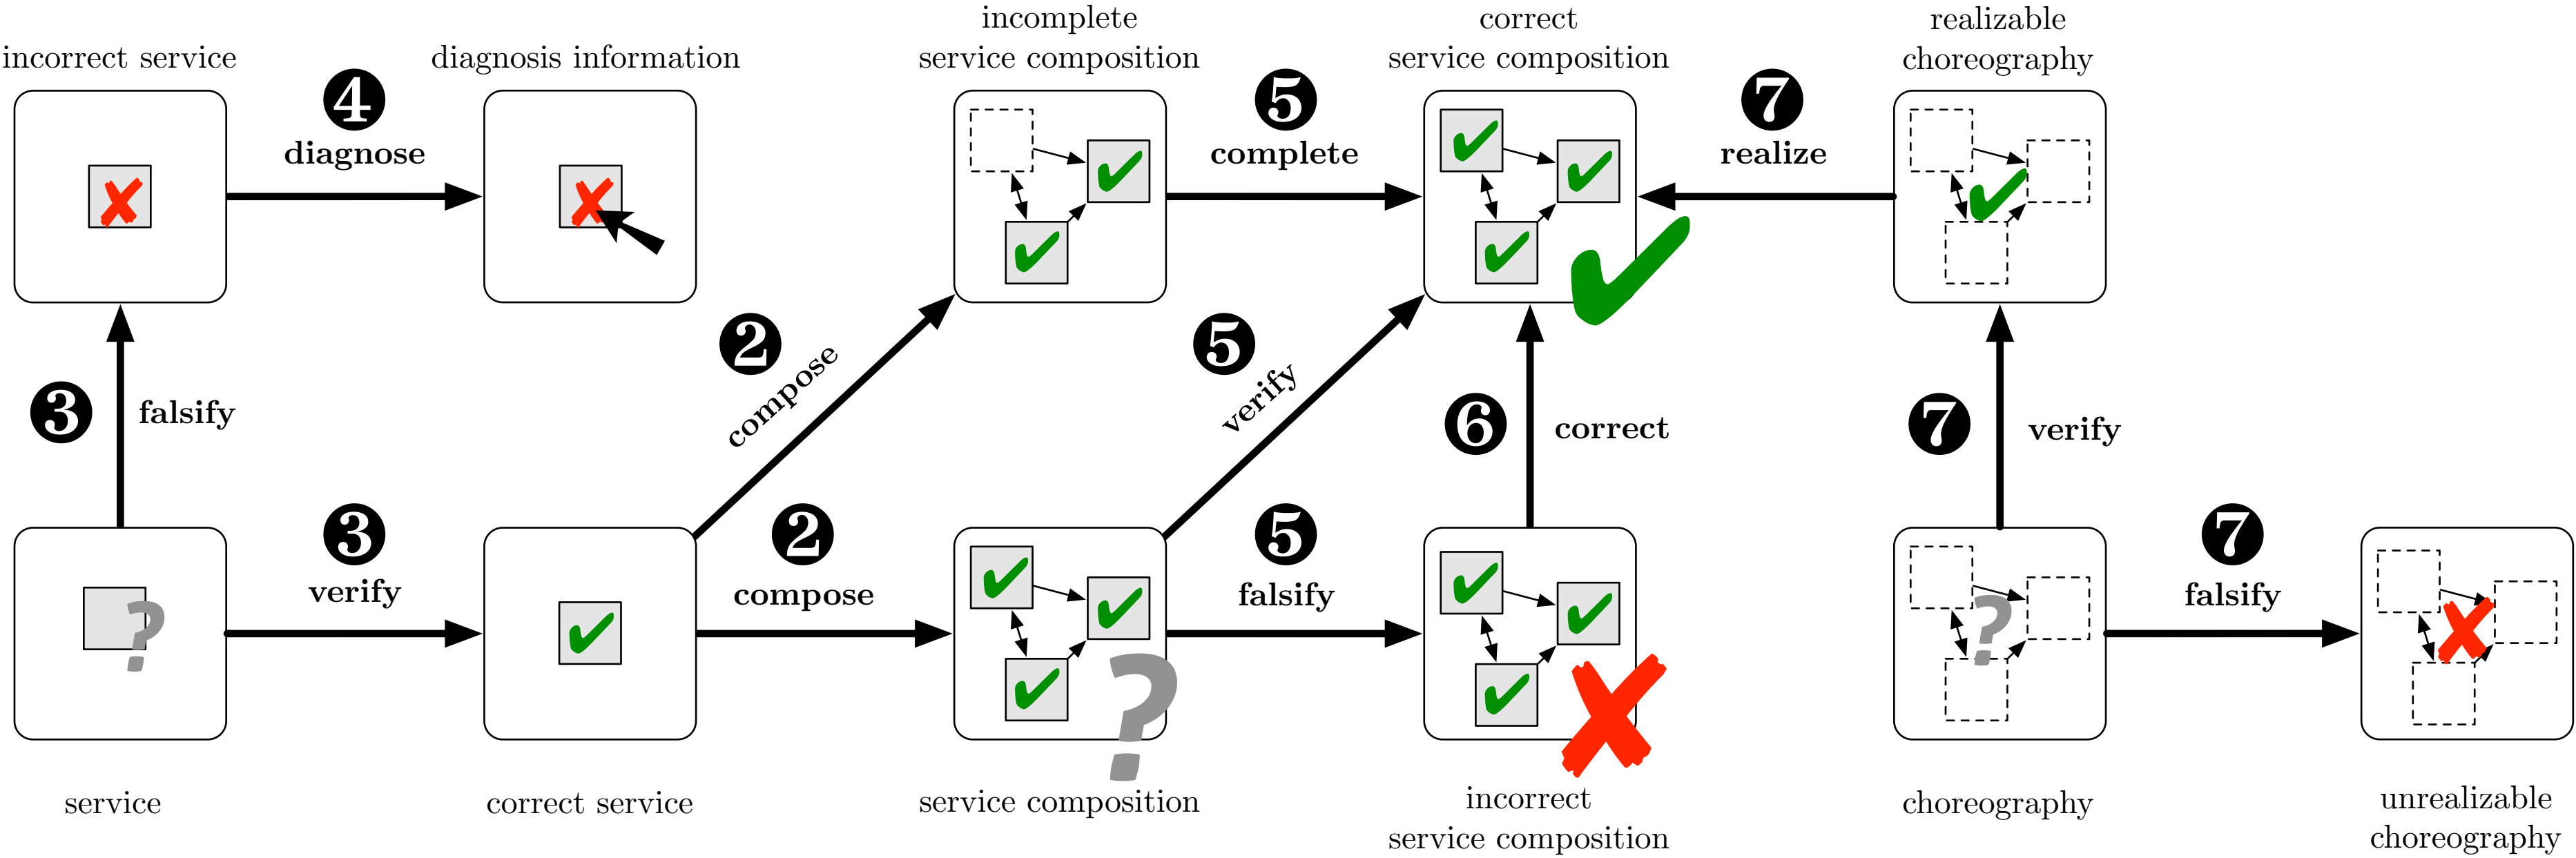 incorrect service
diagnosis information
incomplete
service composition
correct
service composition
realizable
choreography
4
diagnose
5
complete
7
realize
3
falsify
2
compose
5
verify
6
correct
7
verify
3
verify
2
compose
5
falsify
7
falsify
?
?
?
service
correct service
service composition
incorrect
service composition
choreography
unrealizable
choreography